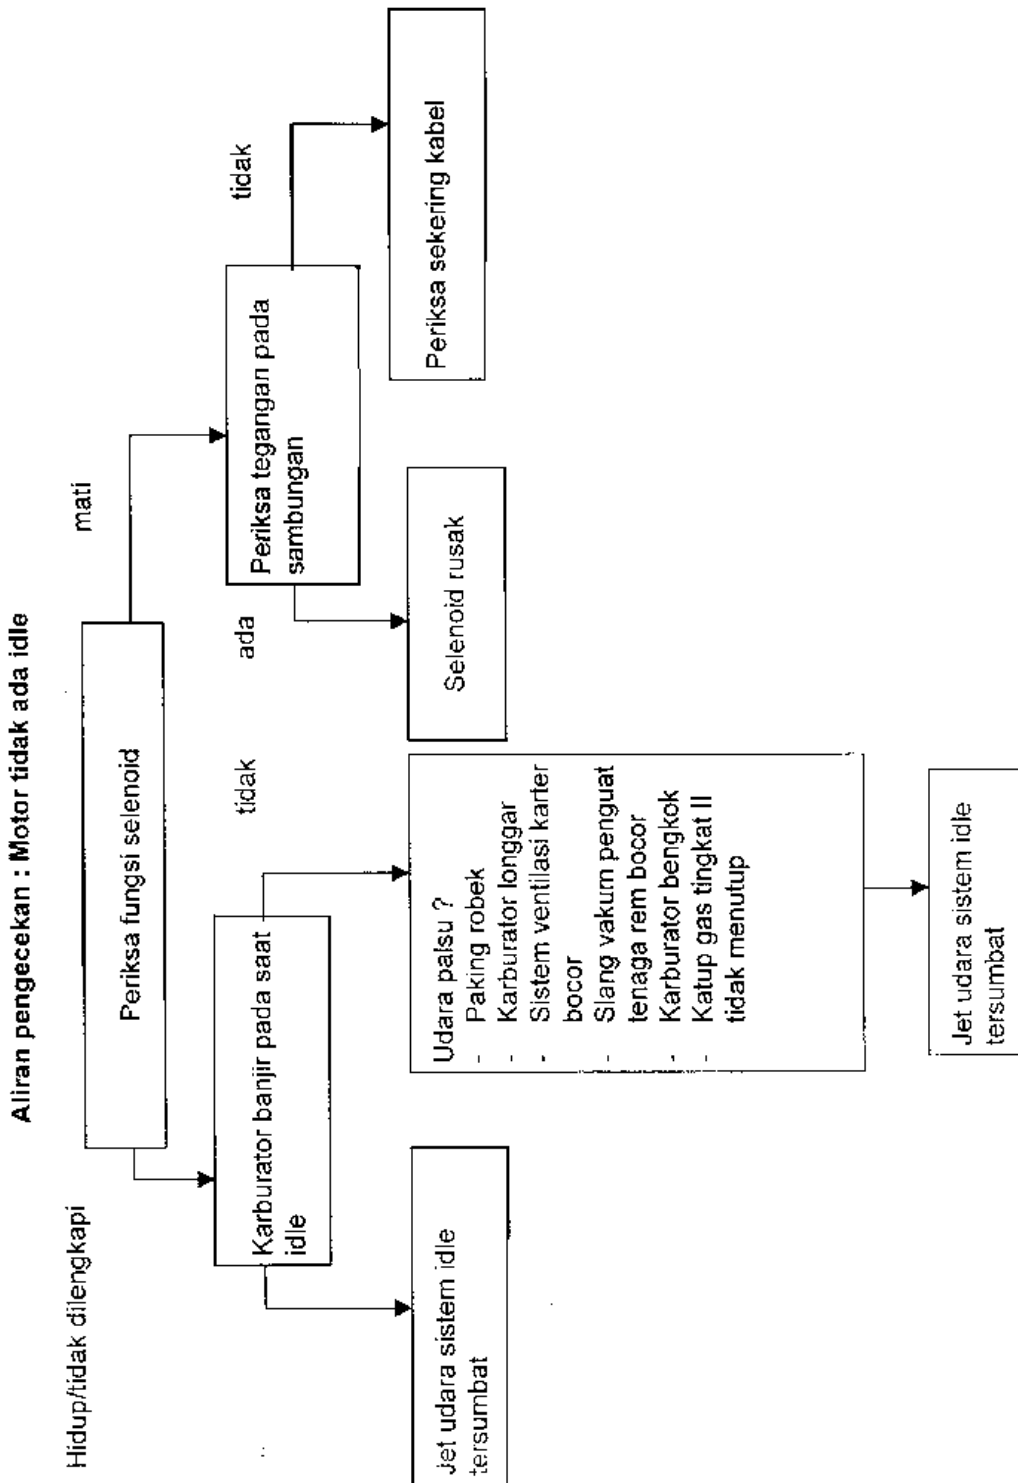 Aliran pengecekan : Motor tidak ada idle
Periksa fungsi selenoid
Hidup/tidak dilengkapi
mati
Karburator banjir pada saat
idle
Periksa tegangan pada
sambungan
tidak
ada
tidak
Jet udara sistem idle
tersumbat
Udara palsu ?
- Paking robek
- Karburator longgar
- Sistem ventilasi karter
bocor
- Slang vakum penguat
tenaga rem bocor
- Karburator bengkok
- Katup gas tingkat II
tidak menutup
Selenoid rusak
Periksa sekering kabel
Jet udara sistem idle
tersumbat